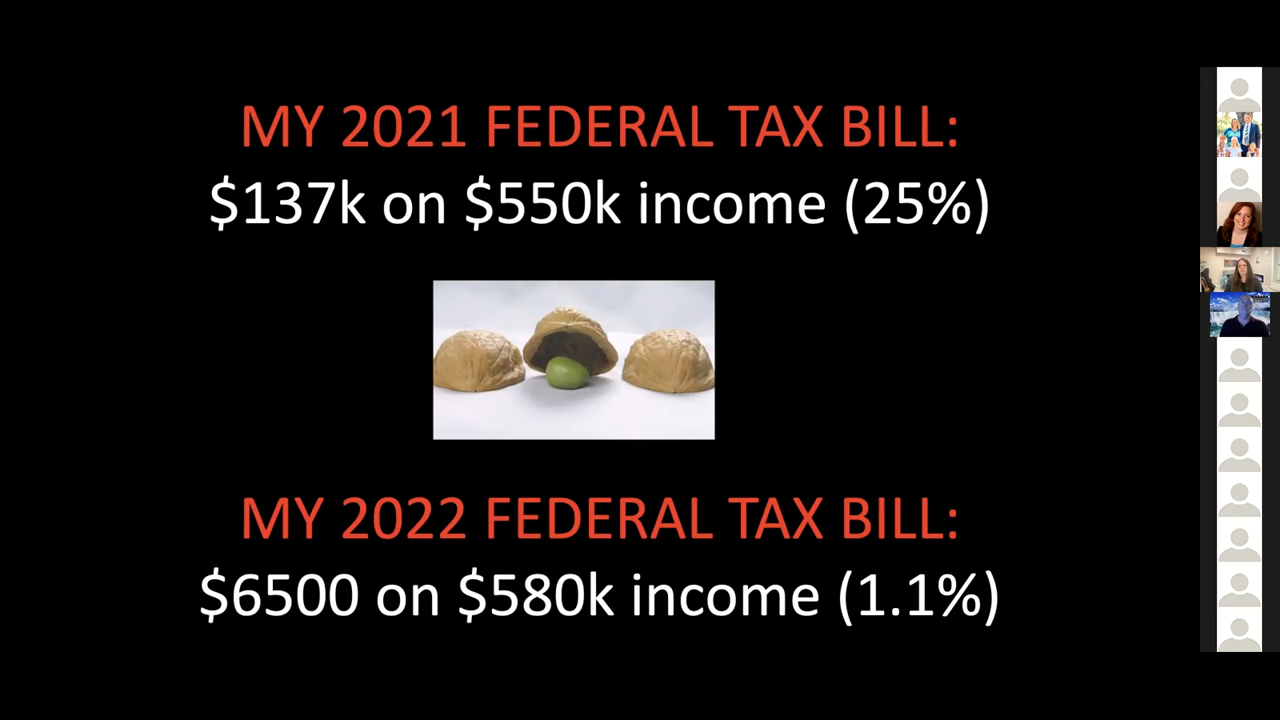 MY 2021 FEDERAL TAX BILL:
$137k on $550k income (25%)
MY 2022 FEDERAL TAX BILL:
$6500 on $580k income (1.1%)